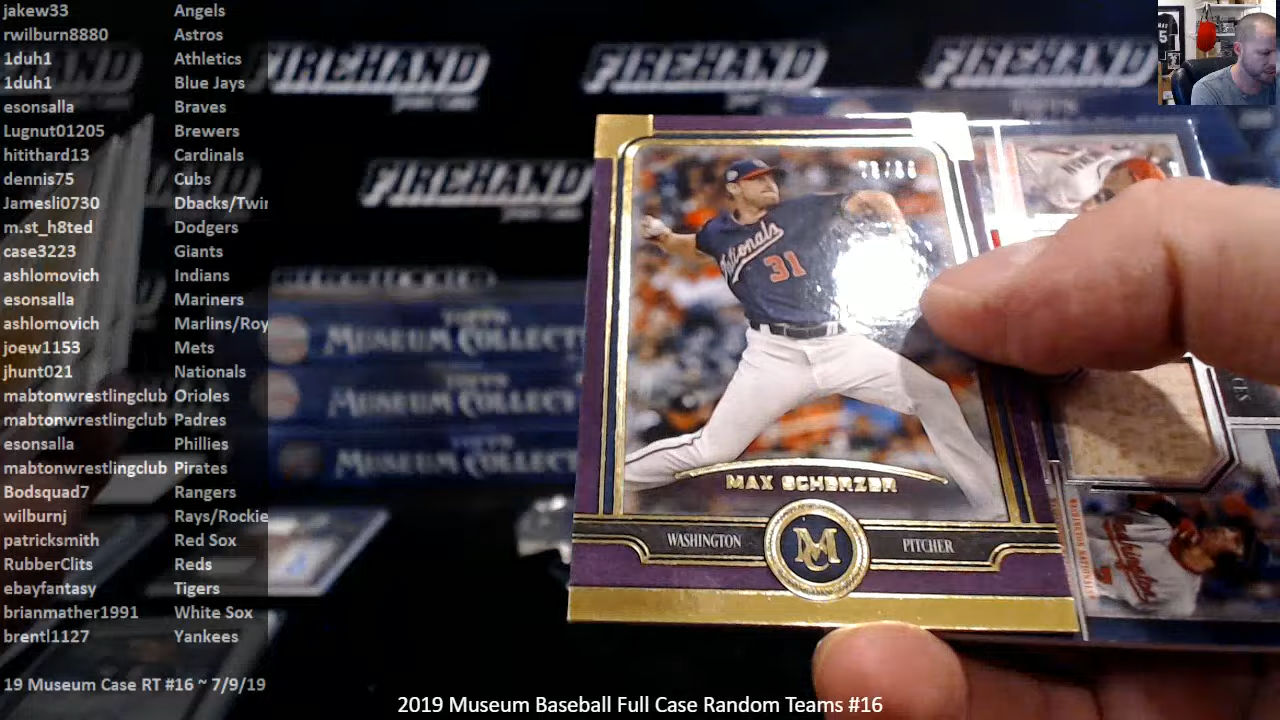 jakew33 Angels
rwilburn8880 Astros
1duh1 Athletics
1duh1 Blue Jays
esonsalla Braves
Lugnut01205 Brewers
hitithard13 Cardinals
dennis75 Cubs
Jamesli0730 Dbacks/Twin
m.st_h8ted Dodgers
case3223 Giants
ashlomovich Indians
esonsalla Mariners
ashlomovich Marlins/Roy
joew1153 Mets
jhunt021 Nationals
mabtonwrestlingclub Orioles
mabtonwrestlingclub Padres
esonsalla Phillies
mabtonwrestlingclub Pirates
Bodsquad7 Rangers
wilburnj Rays/Rockie
patricksmith Red Sox
RubberClits Reds
ebayfantasy Tigers
brianmather1991 White Sox
brentl1127 Yankees
19 Museum Case RT #16 ~ 7/9/19
FIREHAND
FIREHAND
FIREHAND
FIREHAND
TOPPS
MUSEUM COLLECT
MUSEUM COLLECT
MUSEUM COLLECT
Nationals
31
MAX SCHERZER
WASHINGTON
MC
PITCHER
Washington
2019 Museum Baseball Full Case Random Teams #16